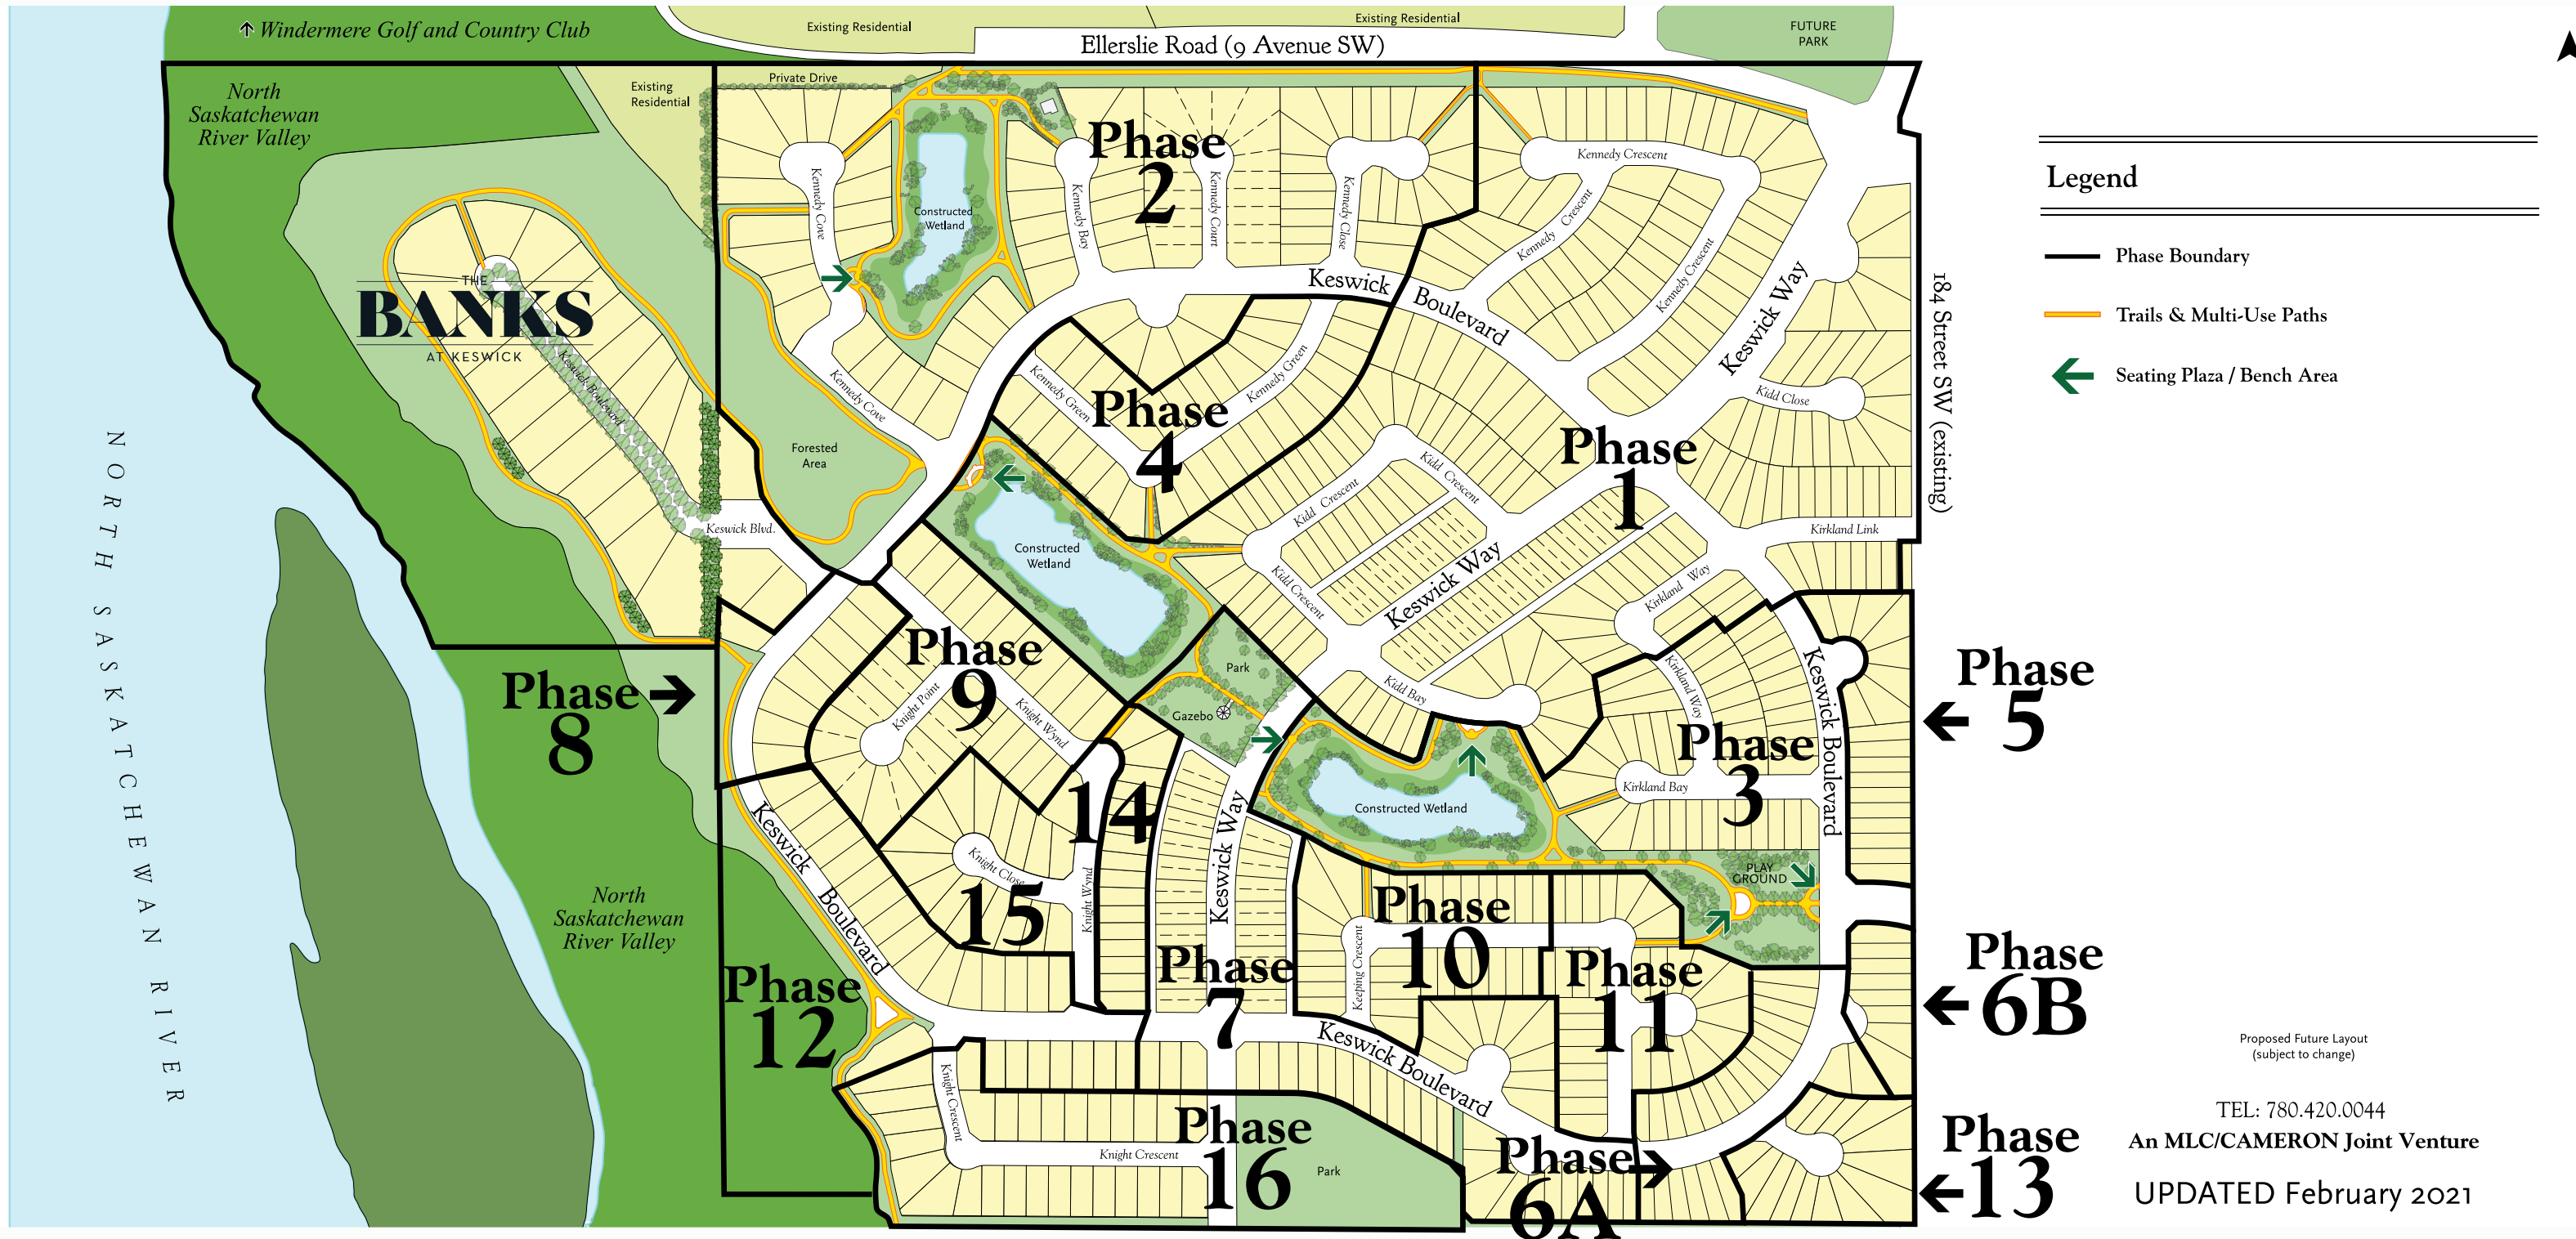 ↑ Windermere Golf and Country Club
Existing Residential
Existing Residential
FUTURE
PARK
Ellerslie Road (9 Avenue SW)
North
Saskatchewan
River Valley
Existing
Residential
Private Drive
Kennedy Cove
Constructed
Wetland
Kennedy Bay
Phase
2
Kennedy Court
Kennedy Close
Kennedy Crescent
Kennedy Crescent
Kennedy Crescent
Keswick Boulevard
Keswick Way
184 Street SW (existing)
THE
BANKS
AT KESWICK
Keswick Boulevard
Kennedy Cove
Kennedy Green
Kennedy Green
Phase
4
Kidd Close
Forested
Area
Phase
1
Kidd Crescent
Kidd Crescent
Keswick Blvd.
Kirkland Link
Constructed
Wetland
Keswick Way
Kidd Crescent
Kirkland Way
NORTH SASKATCHEWAN RIVER
Phase
8
Phase
9
Knight Point
Knight Wynd
Park
Gazebo
Kidd Bay
Kirkland Way
Keswick Boulevard
Phase
5
Phase
3
Kirkland Bay
Constructed Wetland
14
Keswick Way
Keswick Boulevard
Knight Close
15
Knight Wynd
PLAY
GROUND
North
Saskatchewan
River Valley
Phase
10
Keeping Crescent
Phase
11
Phase
6B
Phase
12
Phase
7
Keswick Boulevard
Knight Crescent
Knight Crescent
Phase
16
Park
Phase
6A
Phase
13
Legend
Phase Boundary
Trails & Multi-Use Paths
Seating Plaza / Bench Area
Proposed Future Layout
(subject to change)
TEL: 780.420.0044
An MLC/CAMERON Joint Venture
UPDATED February 2021